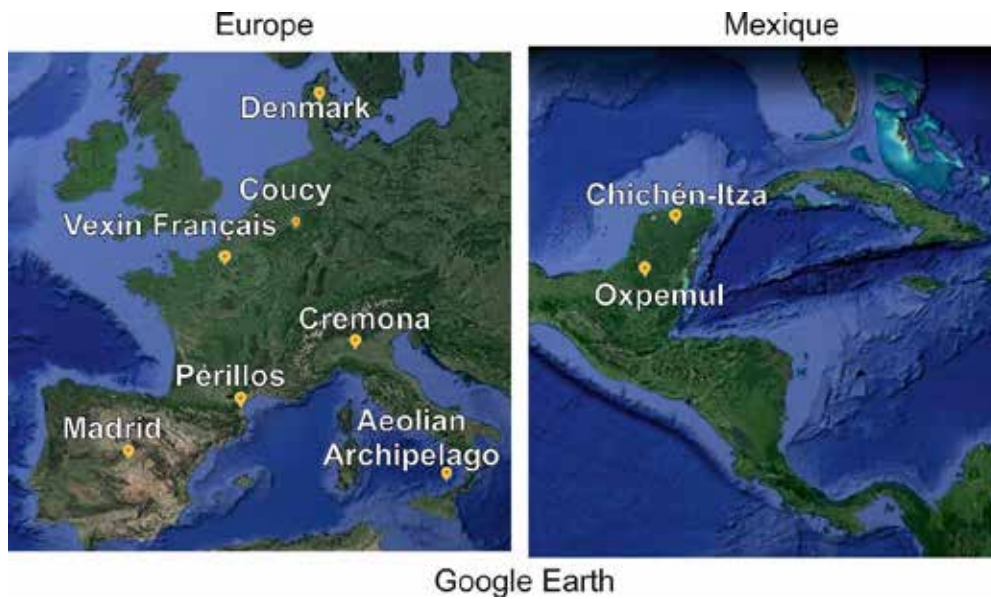 Europe
Mexique
Denmark
Coucy
Vexin Français
Cremona
Périllos
Madrid
Aeolian
Archipelago
Chichén-Itza
Oxpemul
Google Earth